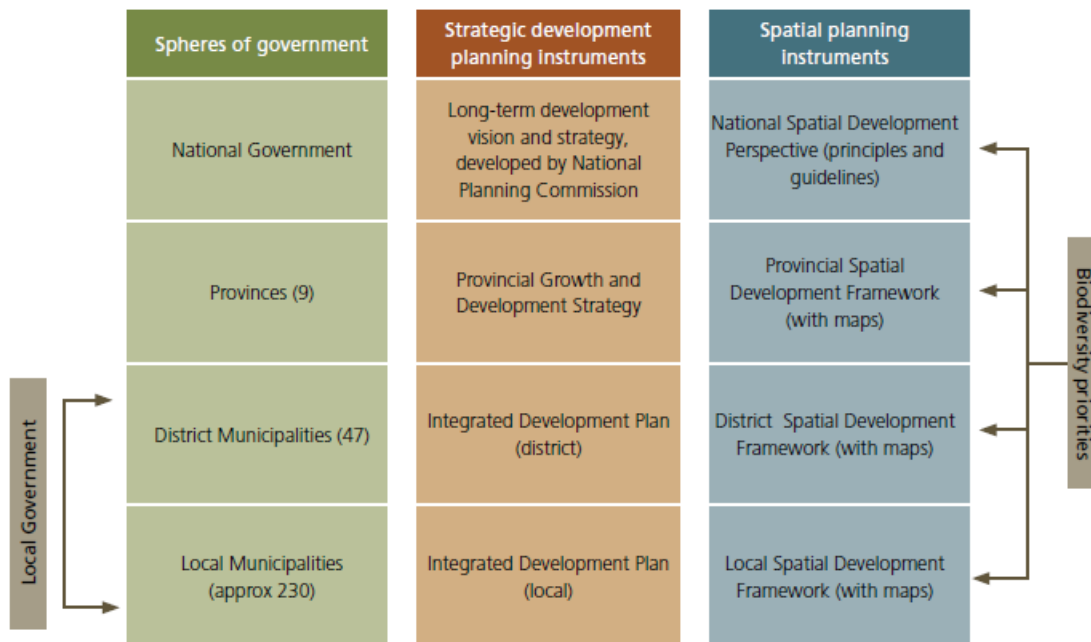 Spheres of government
Strategic development
planning instruments
Spatial planning
instruments
National Government
Long-term development
vision and strategy,
developed by National
Planning Commission
National Spatial Development
Perspective (principles and
guidelines)
Provinces (9)
Provincial Growth and
Development Strategy
Provincial Spatial
Development Framework
(with maps)
District Municipalities (47)
Integrated Development Plan
(district)
District Spatial Development
Framework (with maps)
Local Municipalities
(approx 230)
Integrated Development Plan
(local)
Local Spatial Development
Framework (with maps)
Local Government
Biodiversity priorities